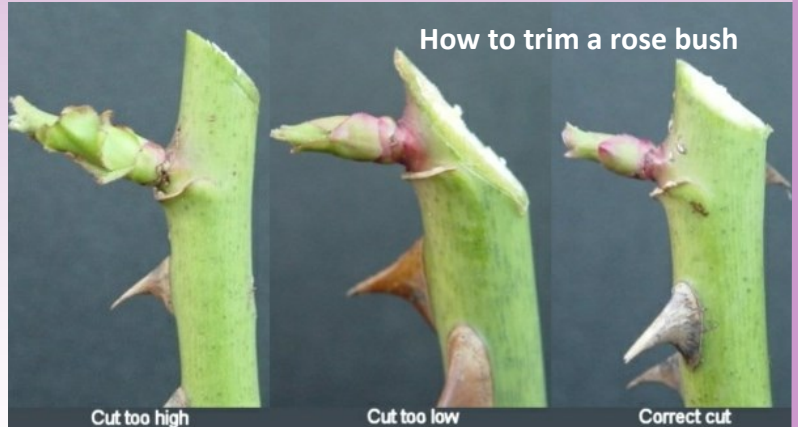 How to trim a rose bush
Cut too high
Cut too low
Correct cut